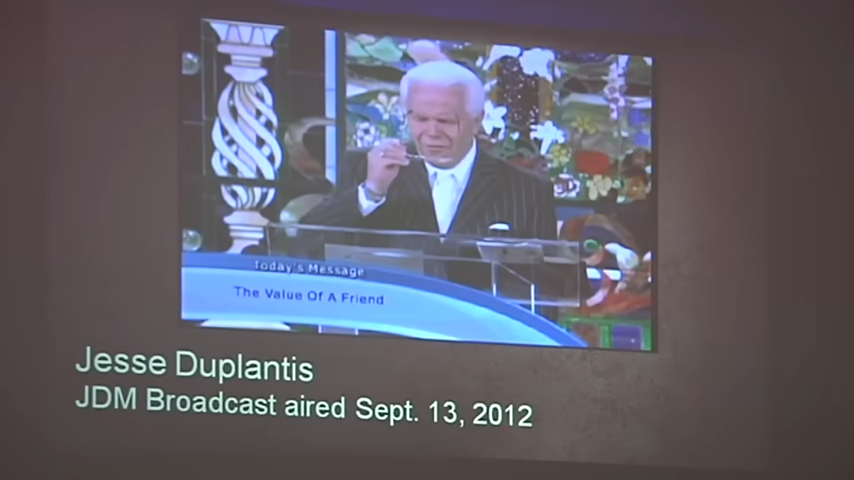 Today's Message
The Value Of A Friend
Jesse Duplantis
JDM Broadcast aired Sept. 13, 2012